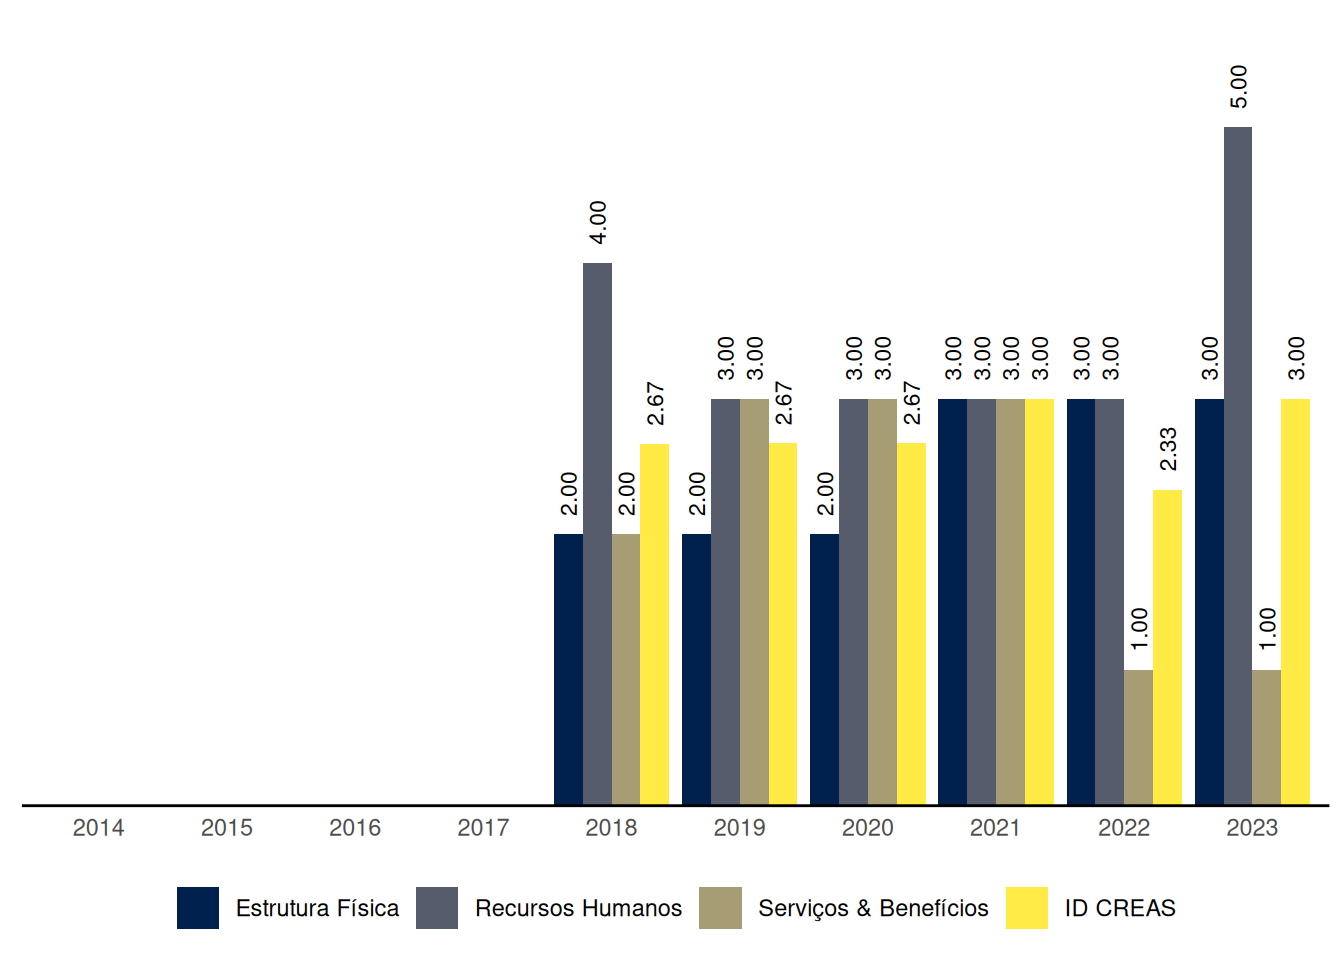 5.00
4.00
3.00 3.00 3.00 3.00 3.00 3.00 3.00 3.00 3.00 3.00 3.00 3.00
2.67 2.67 2.67
2.33
2.00 2.00 2.00 2.00
1.00 1.00
2014 2015 2016 2017 2018 2019 2020 2021 2022 2023
Estrutura Física Recursos Humanos Serviços & Benefícios ID CREAS